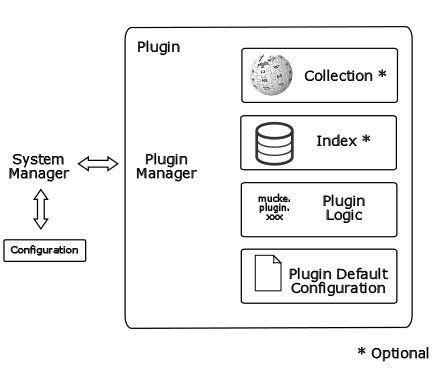 Plugin
Collection *
Index *
System
Manager
Plugin
Manager
mucke.
plugin.
xxx
Plugin
Logic
Configuration
Plugin Default
Configuration
* Optional